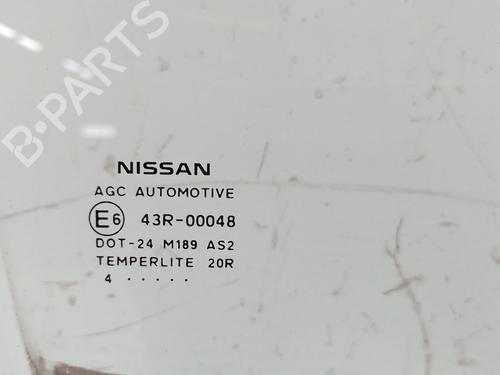 B-PARTS
NISSAN
AGC AUTOMOTIVE
E6 43R-00048
DOT-24 M189 AS2
TEMPERLITE 20R
4 ·····